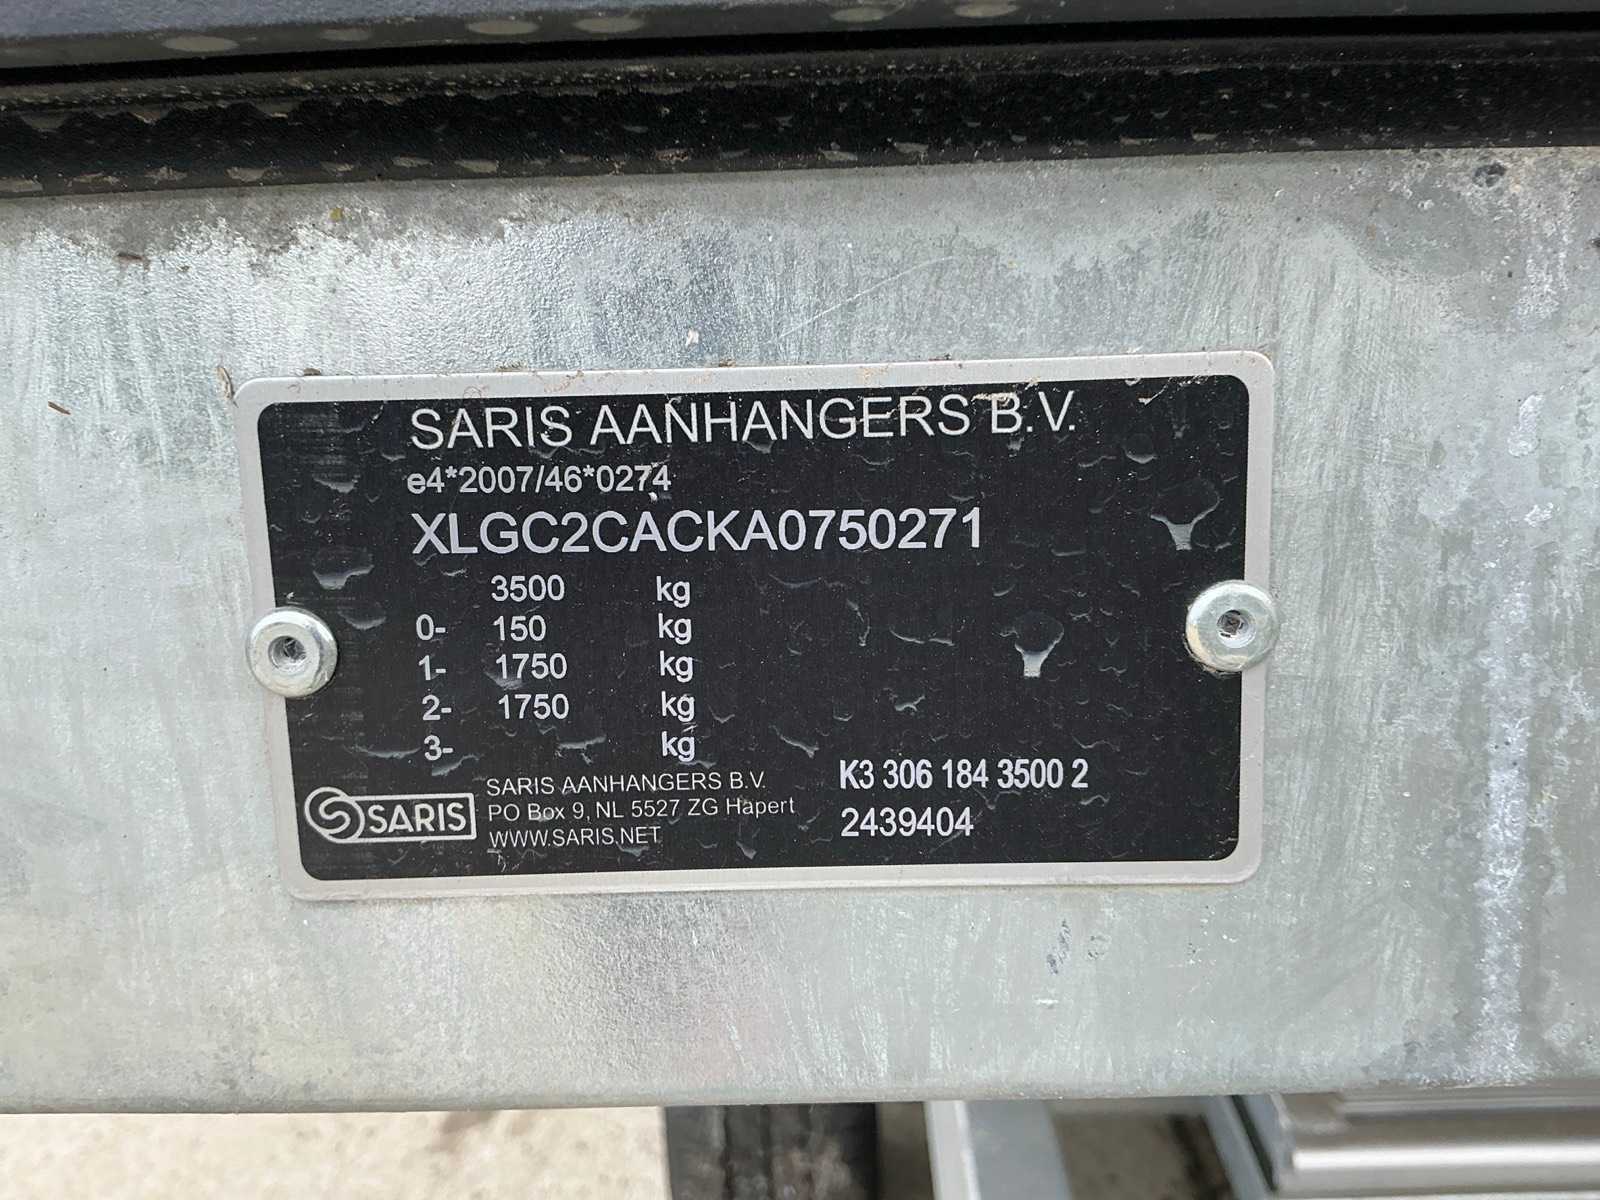 SARIS AANHANGERS B.V.
e4*2007/46*0274
XLGC2CACKA0750271
3500 kg
0- 150 kg
1- 1750 kg
2- 1750 kg
3- kg
SARIS
SARIS AANHANGERS B.V.
PO Box 9, NL 5527 ZG Hapert
WWW.SARIS.NET
K3 306 184 3500 2
2439404